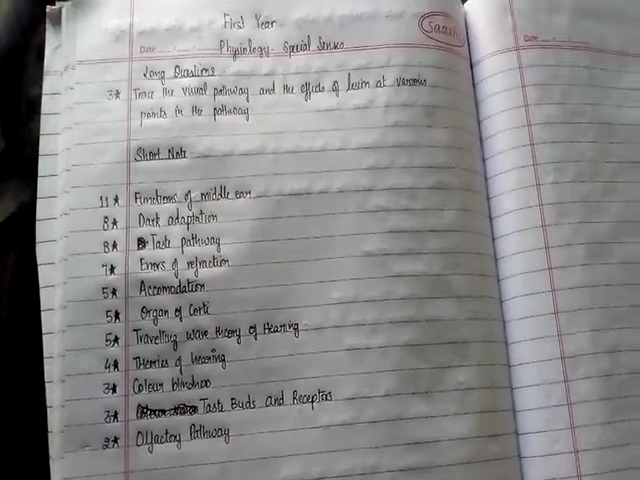 First Year
Date
Physiology - Special Senses
Long Questions
3★ Trace the visual pathway and the effects of lesion at various
points in the pathway
Short Note
11★ Functions of middle ear
8★ Dark adaptation
8★ Taste pathway
7★ Errors of refraction
5★ Accomodation
5★ Organ of Corti
5★ Travelling wave theory of Hearing
4★ Theories of hearing
3★ Colour blindness
3★ Taste Buds and Receptors
2★ Olfactory Pathway
Date